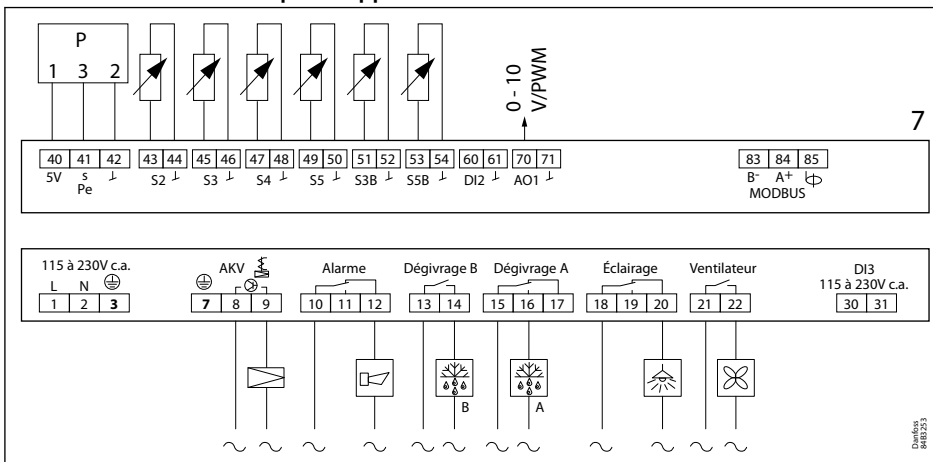 P
1 3 2
0 - 10
V/PWM
7
40 41 42 43 44 45 46 47 48 49 50 51 52 53 54 60 61 70 71 83 84 85
5V s S2 S3 S4 S5 S3B S5B DI2 AO1 B- A+
Pe MODBUS
115 à 230V c.a. AKV Alarme Dégivrage B Dégivrage A Éclairage Ventilateur DI3
L N 115 à 230V c.a.
1 2 3 7 8 9 10 11 12 13 14 15 16 17 18 19 20 21 22 30 31
B A
Danfoss
84B3253